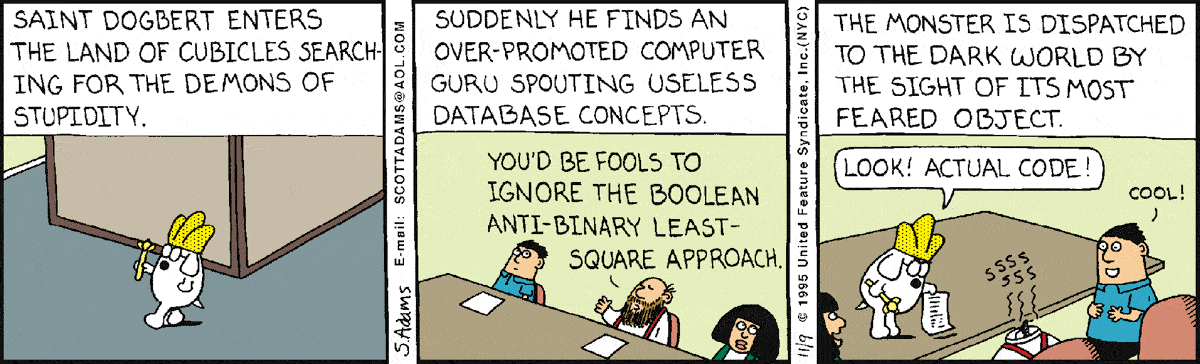 SAINT DOGBERT ENTERS
THE LAND OF CUBICLES SEARCH-
ING FOR THE DEMONS OF
STUPIDITY.
S.Adams E-mail: SCOTTADAMS@AOL.COM
SUDDENLY HE FINDS AN
OVER-PROMOTED COMPUTER
GURU SPOUTING USELESS
DATABASE CONCEPTS.
YOU'D BE FOOLS TO
IGNORE THE BOOLEAN
ANTI-BINARY LEAST-
SQUARE APPROACH.
11/9 © 1995 United Feature Syndicate, Inc.(NYC)
THE MONSTER IS DISPATCHED
TO THE DARK WORLD BY
THE SIGHT OF ITS MOST
FEARED OBJECT.
LOOK! ACTUAL CODE!
COOL!
SSSS
SSSS